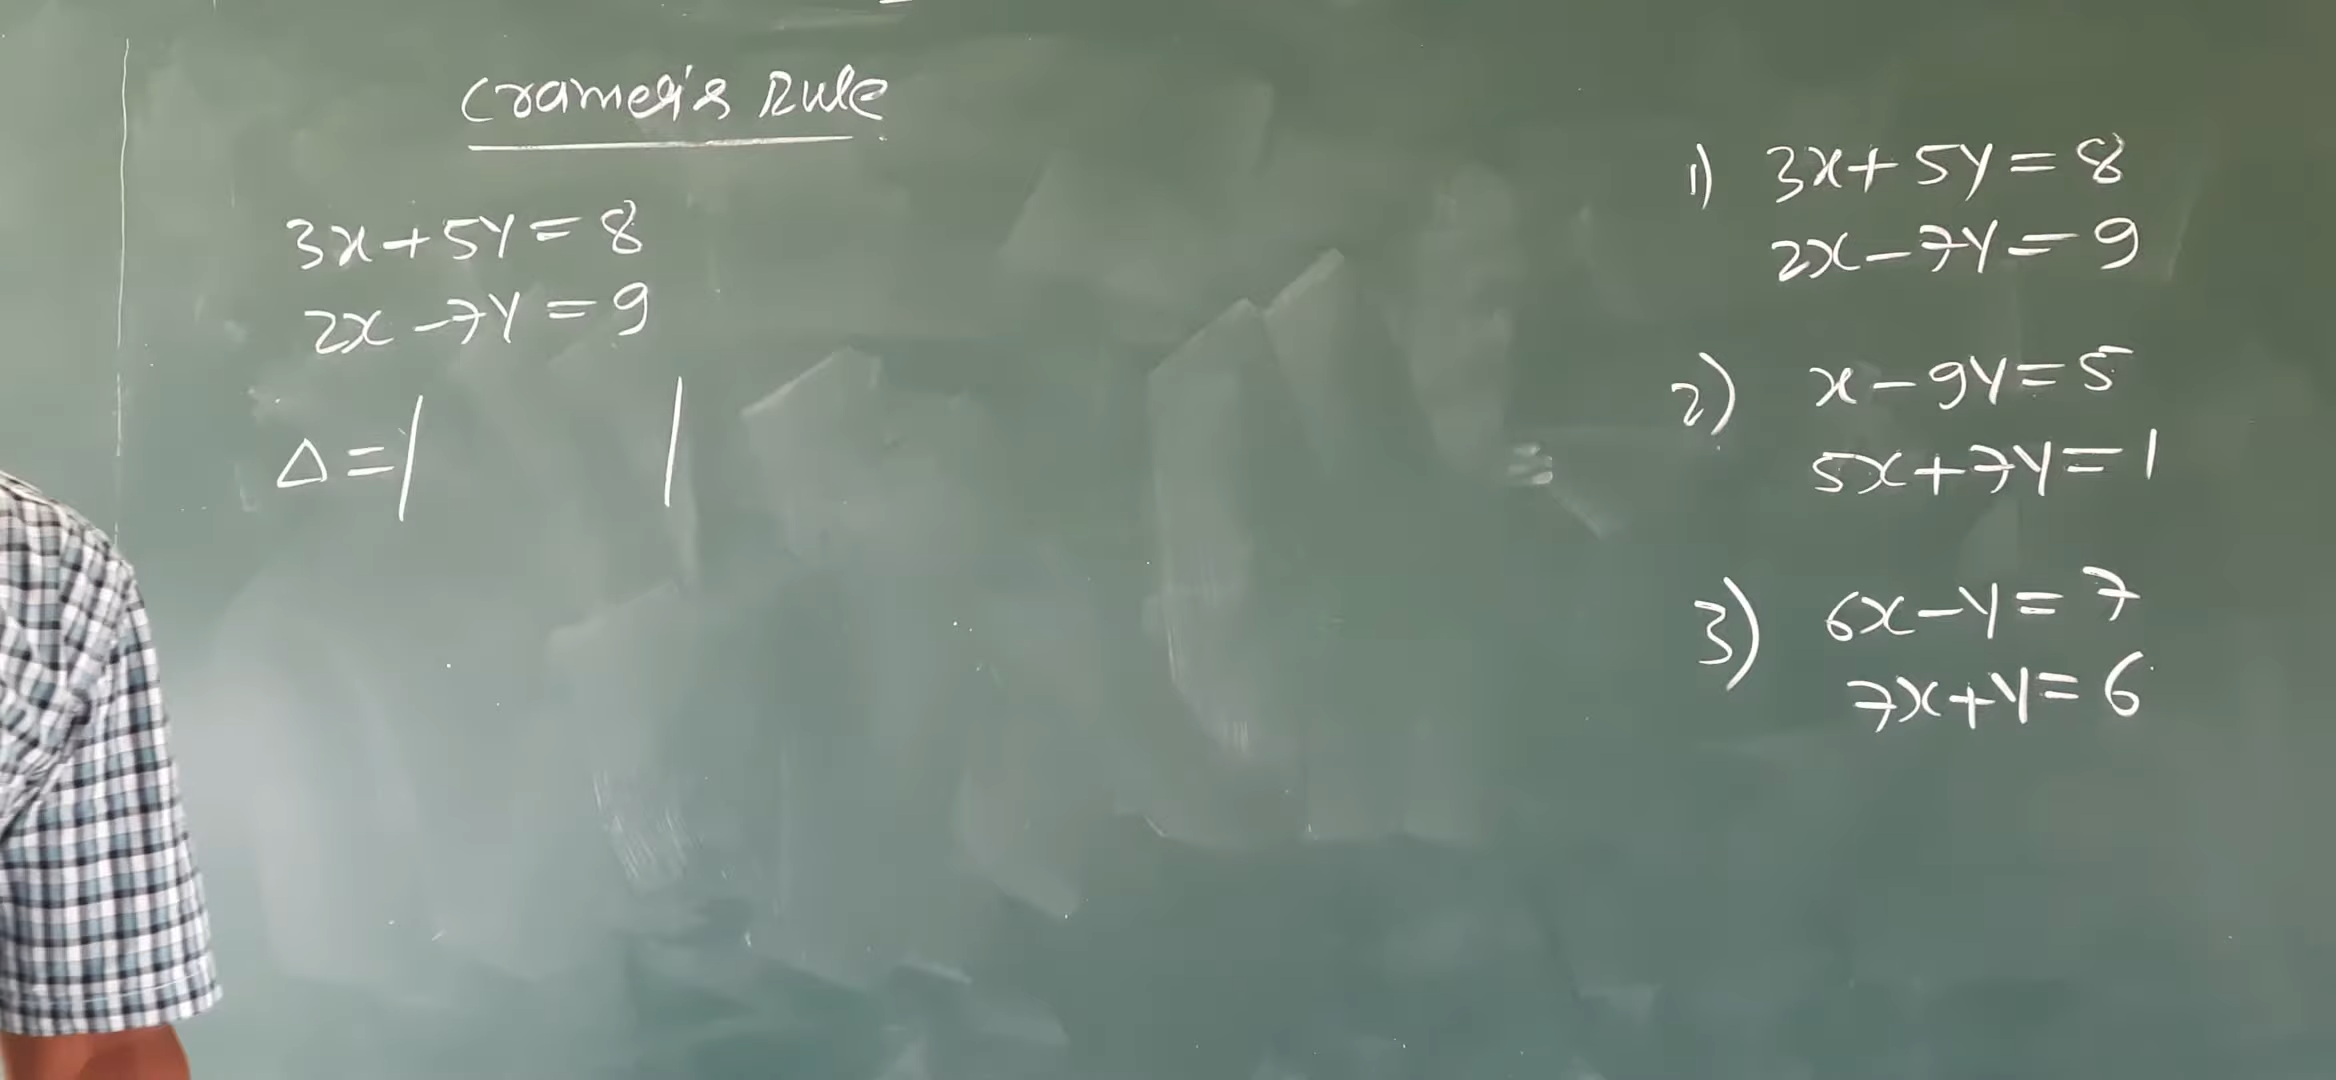 Cramer's Rule
3x+5y=8
2x-7y=9
Δ=|  |
1) 3x+5y=8
2x-7y=9
2) x-9y=5
5x+7y=1
3) 6x-y=7
7x+y=6